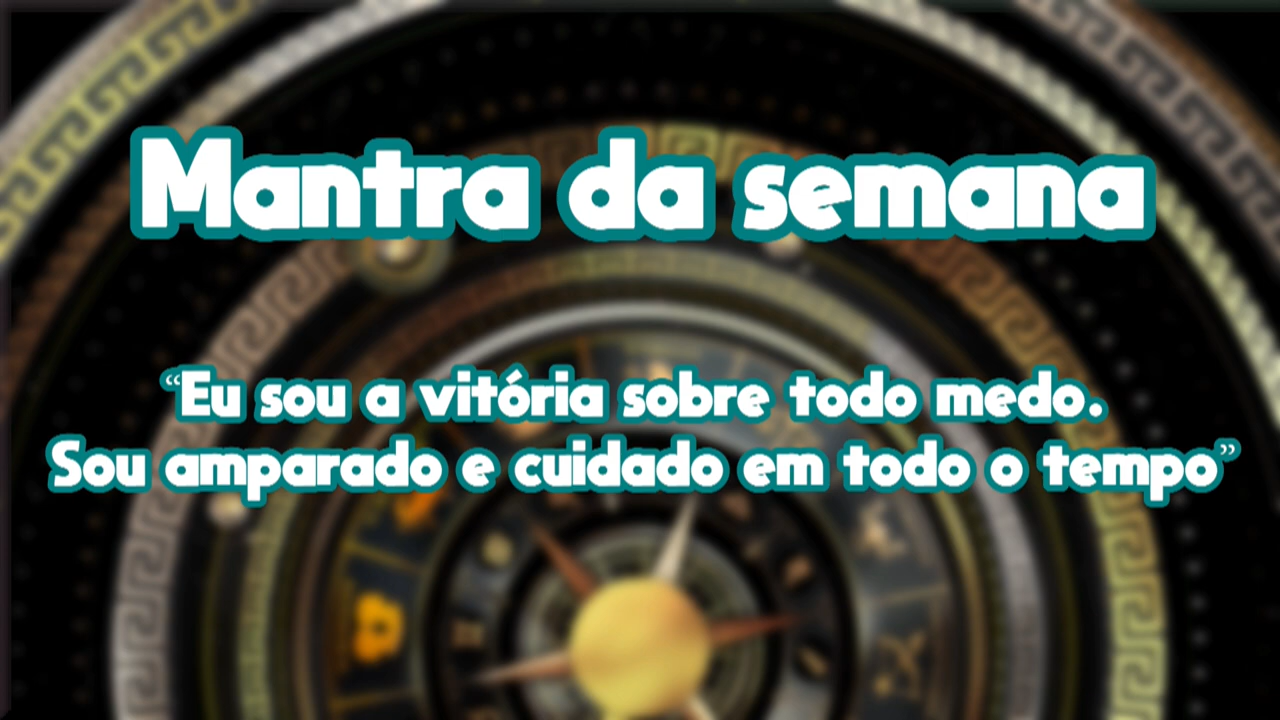 Mantra da semana
“Eu sou a vitória sobre todo medo.
Sou amparado e cuidado em todo o tempo”